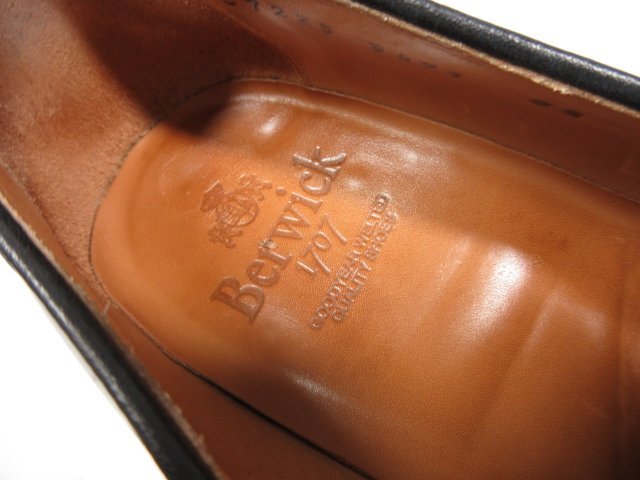 Berwick
1707
GOODYEAR WELTED
QUALITY SHOES